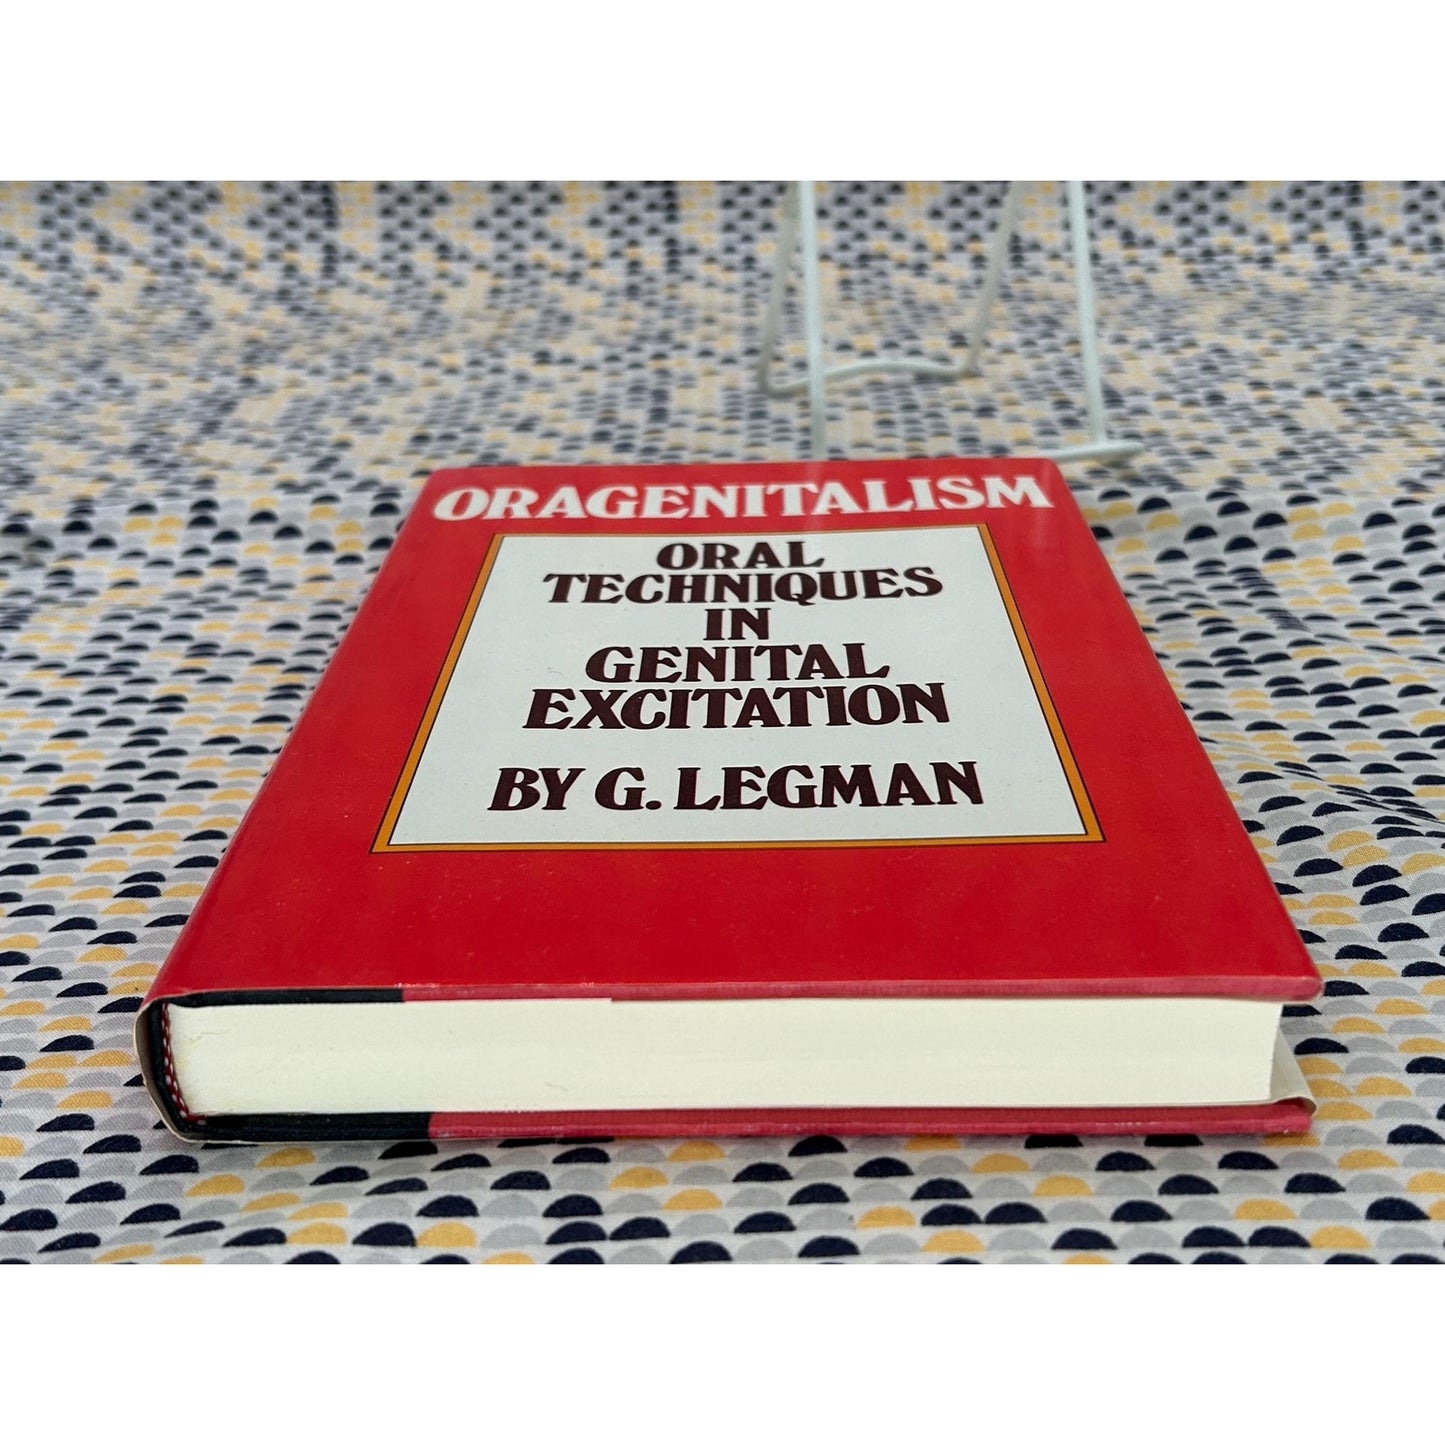 ORAGENITALISM
ORAL
TECHNIQUES
IN
GENITAL
EXCITATION
BY G. LEGMAN